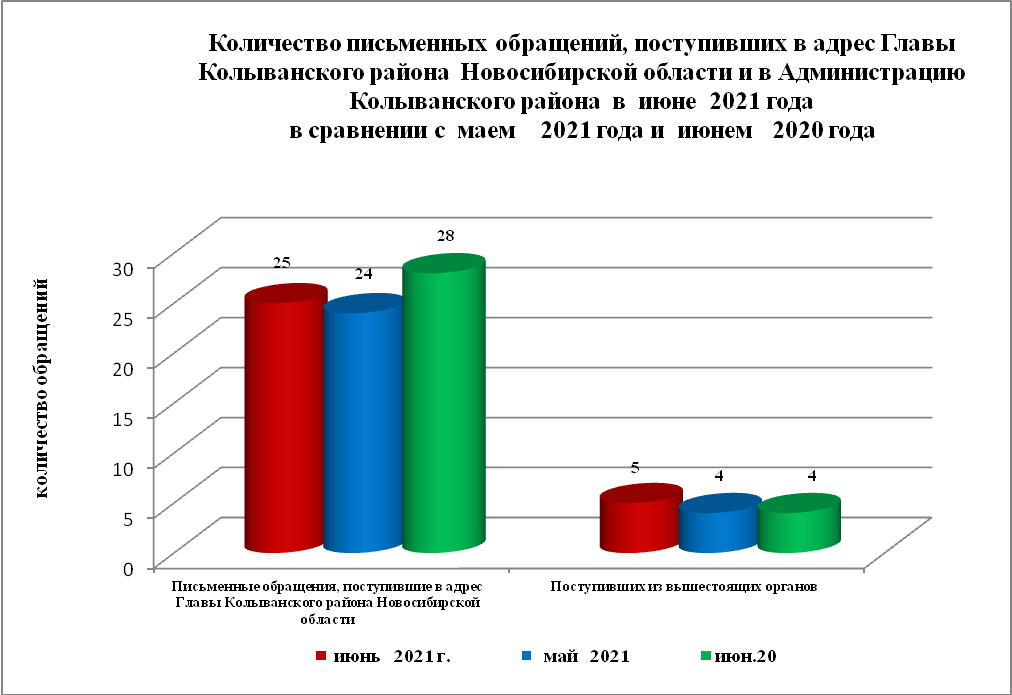 Количество письменных обращений, поступивших в адрес Главы
Колыванского района Новосибирской области и в Администрацию
Колыванского района в июне 2021 года
в сравнении с маем 2021 года и июнем 2020 года
количество обращений
30
25
20
15
10
5
0
25
24
28
5
4
4
Письменные обращения, поступившие в адрес
Главы Колыванского района Новосибирской
области
Поступивших из вышестоящих органов
июнь 2021 г.
май 2021
июн.20